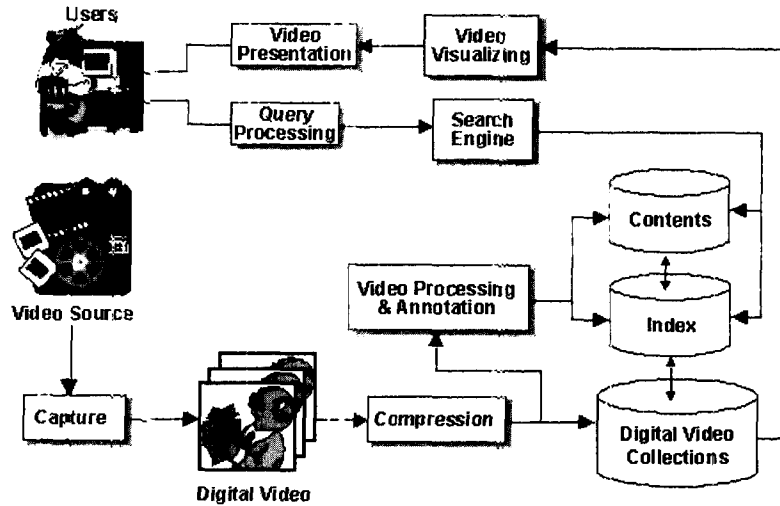 Users
Video
Presentation
Video
Visualizing
Query
Processing
Search
Engine
Contents
Video Processing
& Annotation
Index
Video Source
Capture
Compression
Digital Video
Collections
Digital Video